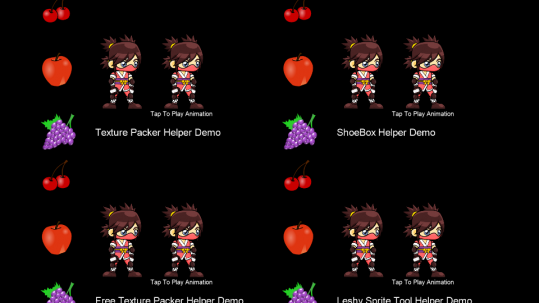 Tap To Play Animation
Texture Packer Helper Demo
Tap To Play Animation
ShoeBox Helper Demo
Tap To Play Animation
Free Texture Packer Helper Demo
Tap To Play Animation
Leshy Sprite Tool Helper Demo